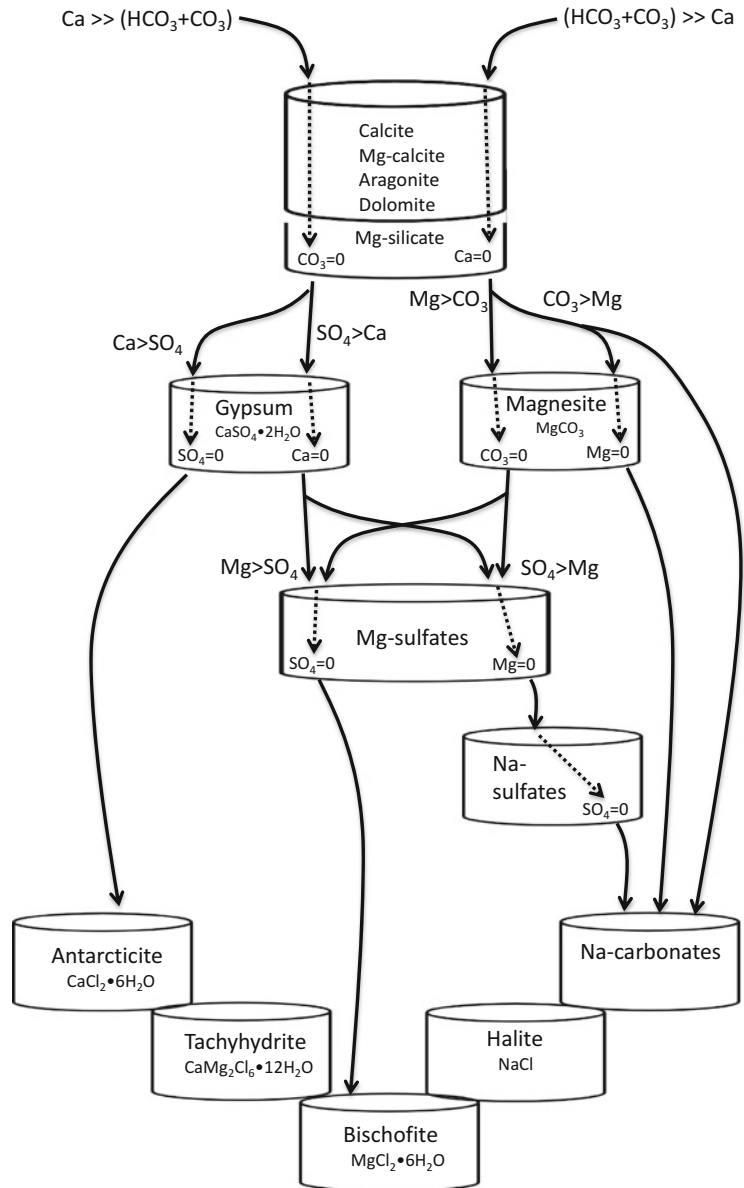 Ca >> (HCO₃+CO₃)
(HCO₃+CO₃) >> Ca
Calcite
Mg-calcite
Aragonite
Dolomite
Mg-silicate
CO₃=0
Ca=0
Ca>SO₄
SO₄>Ca
Mg>CO₃
CO₃>Mg
Gypsum
CaSO₄•2H₂O
SO₄=0
Ca=0
Magnesite
MgCO₃
CO₃=0
Mg=0
Mg>SO₄
SO₄>Mg
Mg-sulfates
SO₄=0
Mg=0
Na-
sulfates
SO₄=0
Antarcticite
CaCl₂•6H₂O
Na-carbonates
Tachyhydrite
CaMg₂Cl₆•12H₂O
Halite
NaCl
Bischofite
MgCl₂•6H₂O